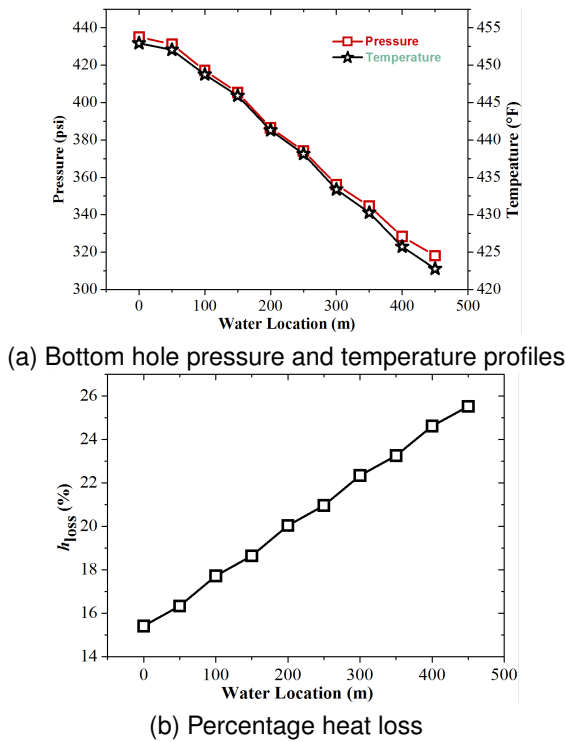 440
420
400
380
360
340
320
300
Pressure (psi)
Pressure
Temperature
455
450
445
440
435
430
425
420
Tempeature (°F)
0 100 200 300 400 500
Water Location (m)
(a) Bottom hole pressure and temperature profiles
26
24
22
20
18
16
14
hloss (%)
0 100 200 300 400 500
Water Location (m)
(b) Percentage heat loss